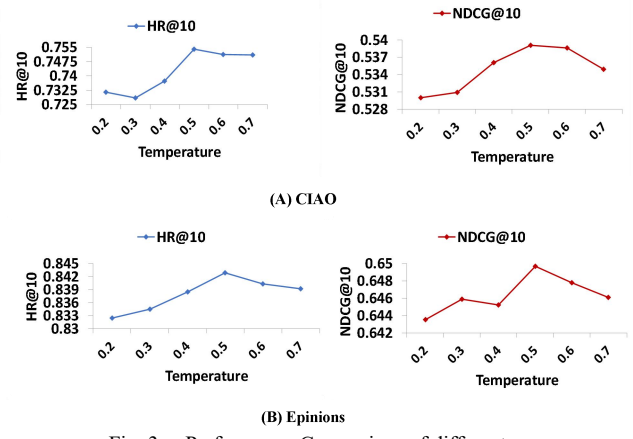 HR@10
HR@10
0.755
0.7475
0.74
0.7325
0.725
0.2 0.3 0.4 0.5 0.6 0.7
Temperature
NDCG@10
NDCG@10
0.54
0.537
0.534
0.531
0.528
0.2 0.3 0.4 0.5 0.6 0.7
Temperature
(A) CIAO
HR@10
HR@10
0.845
0.842
0.839
0.836
0.833
0.83
0.2 0.3 0.4 0.5 0.6 0.7
Temperature
NDCG@10
NDCG@10
0.65
0.648
0.646
0.644
0.642
0.2 0.3 0.4 0.5 0.6 0.7
Temperature
(B) Epinions